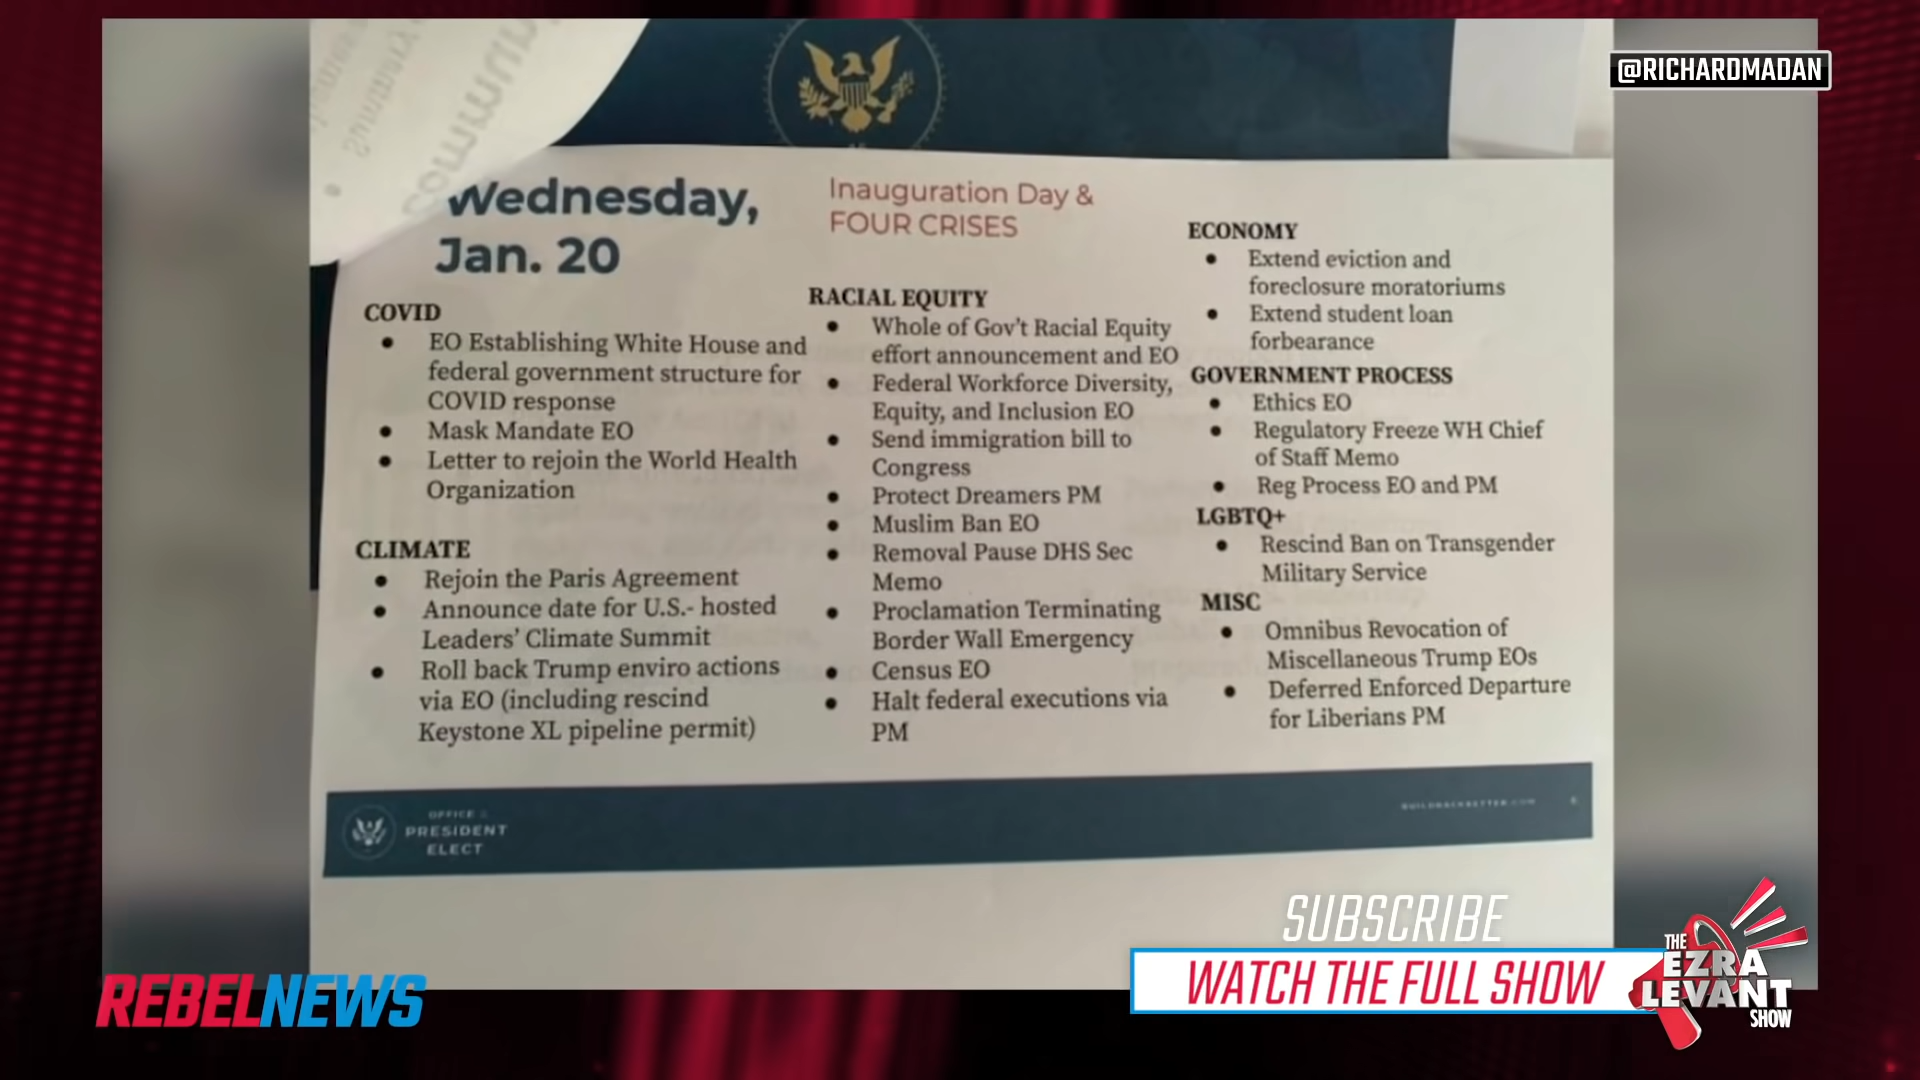 @RICHARDMADAN
Wednesday,
Jan. 20
Inauguration Day &
FOUR CRISES
COVID
● EO Establishing White House and
federal government structure for
COVID response
● Mask Mandate EO
● Letter to rejoin the World Health
Organization
CLIMATE
● Rejoin the Paris Agreement
● Announce date for U.S.- hosted
Leaders' Climate Summit
● Roll back Trump enviro actions
via EO (including rescind
Keystone XL pipeline permit)
RACIAL EQUITY
● Whole of Gov't Racial Equity
effort announcement and EO
● Federal Workforce Diversity,
Equity, and Inclusion EO
● Send immigration bill to
Congress
● Protect Dreamers PM
● Muslim Ban EO
● Removal Pause DHS Sec
Memo
● Proclamation Terminating
Border Wall Emergency
● Census EO
● Halt federal executions via
PM
ECONOMY
● Extend eviction and
foreclosure moratoriums
● Extend student loan
forbearance
GOVERNMENT PROCESS
● Ethics EO
● Regulatory Freeze WH Chief
of Staff Memo
● Reg Process EO and PM
LGBTQ+
● Rescind Ban on Transgender
Military Service
MISC
● Omnibus Revocation of
Miscellaneous Trump EOs
● Deferred Enforced Departure
for Liberians PM
OFFICE
PRESIDENT
ELECT
BUILDBACKBETTER.COM
SUBSCRIBE
WATCH THE FULL SHOW
REBELNEWS
THE
EZRA
LEVANT
SHOW